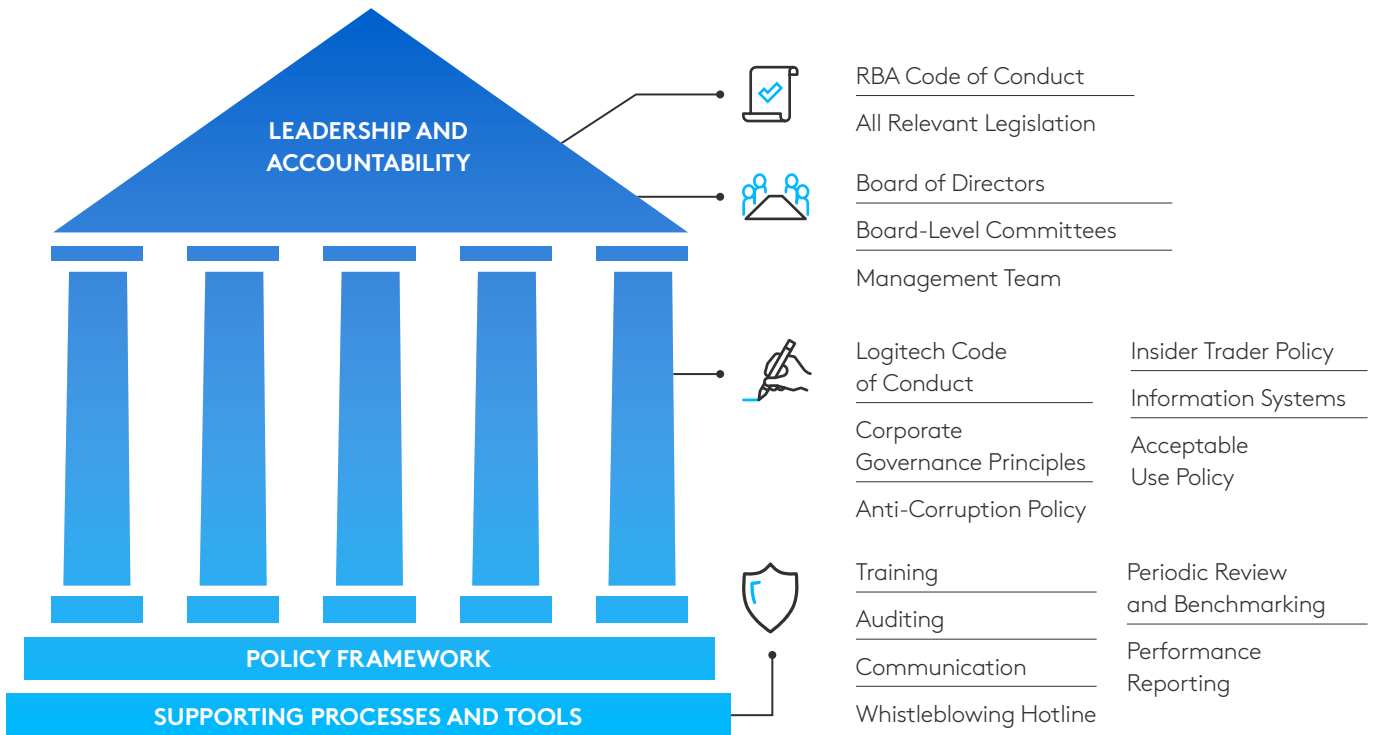 LEADERSHIP AND
ACCOUNTABILITY
RBA Code of Conduct
All Relevant Legislation
Board of Directors
Board-Level Committees
Management Team
Logitech Code
of Conduct
Corporate
Governance Principles
Anti-Corruption Policy
Insider Trader Policy
Information Systems
Acceptable
Use Policy
Training
Auditing
Communication
Whistleblowing Hotline
Periodic Review
and Benchmarking
Performance
Reporting
POLICY FRAMEWORK
SUPPORTING PROCESSES AND TOOLS